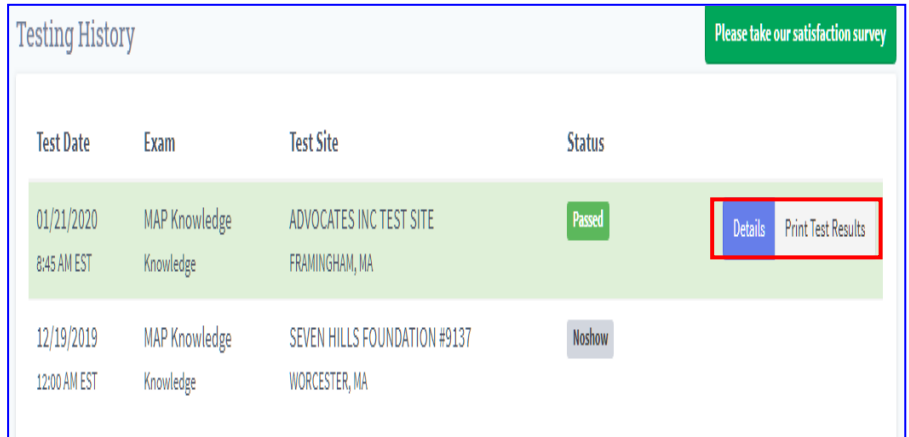 Testing History
Please take our satisfaction survey
Test Date Exam Test Site Status
01/21/2020 MAP Knowledge ADVOCATES INC TEST SITE Passed Details Print Test Results
8:45 AM EST Knowledge FRAMINGHAM, MA
12/19/2019 MAP Knowledge SEVEN HILLS FOUNDATION #9137 Noshow
12:00 AM EST Knowledge WORCESTER, MA